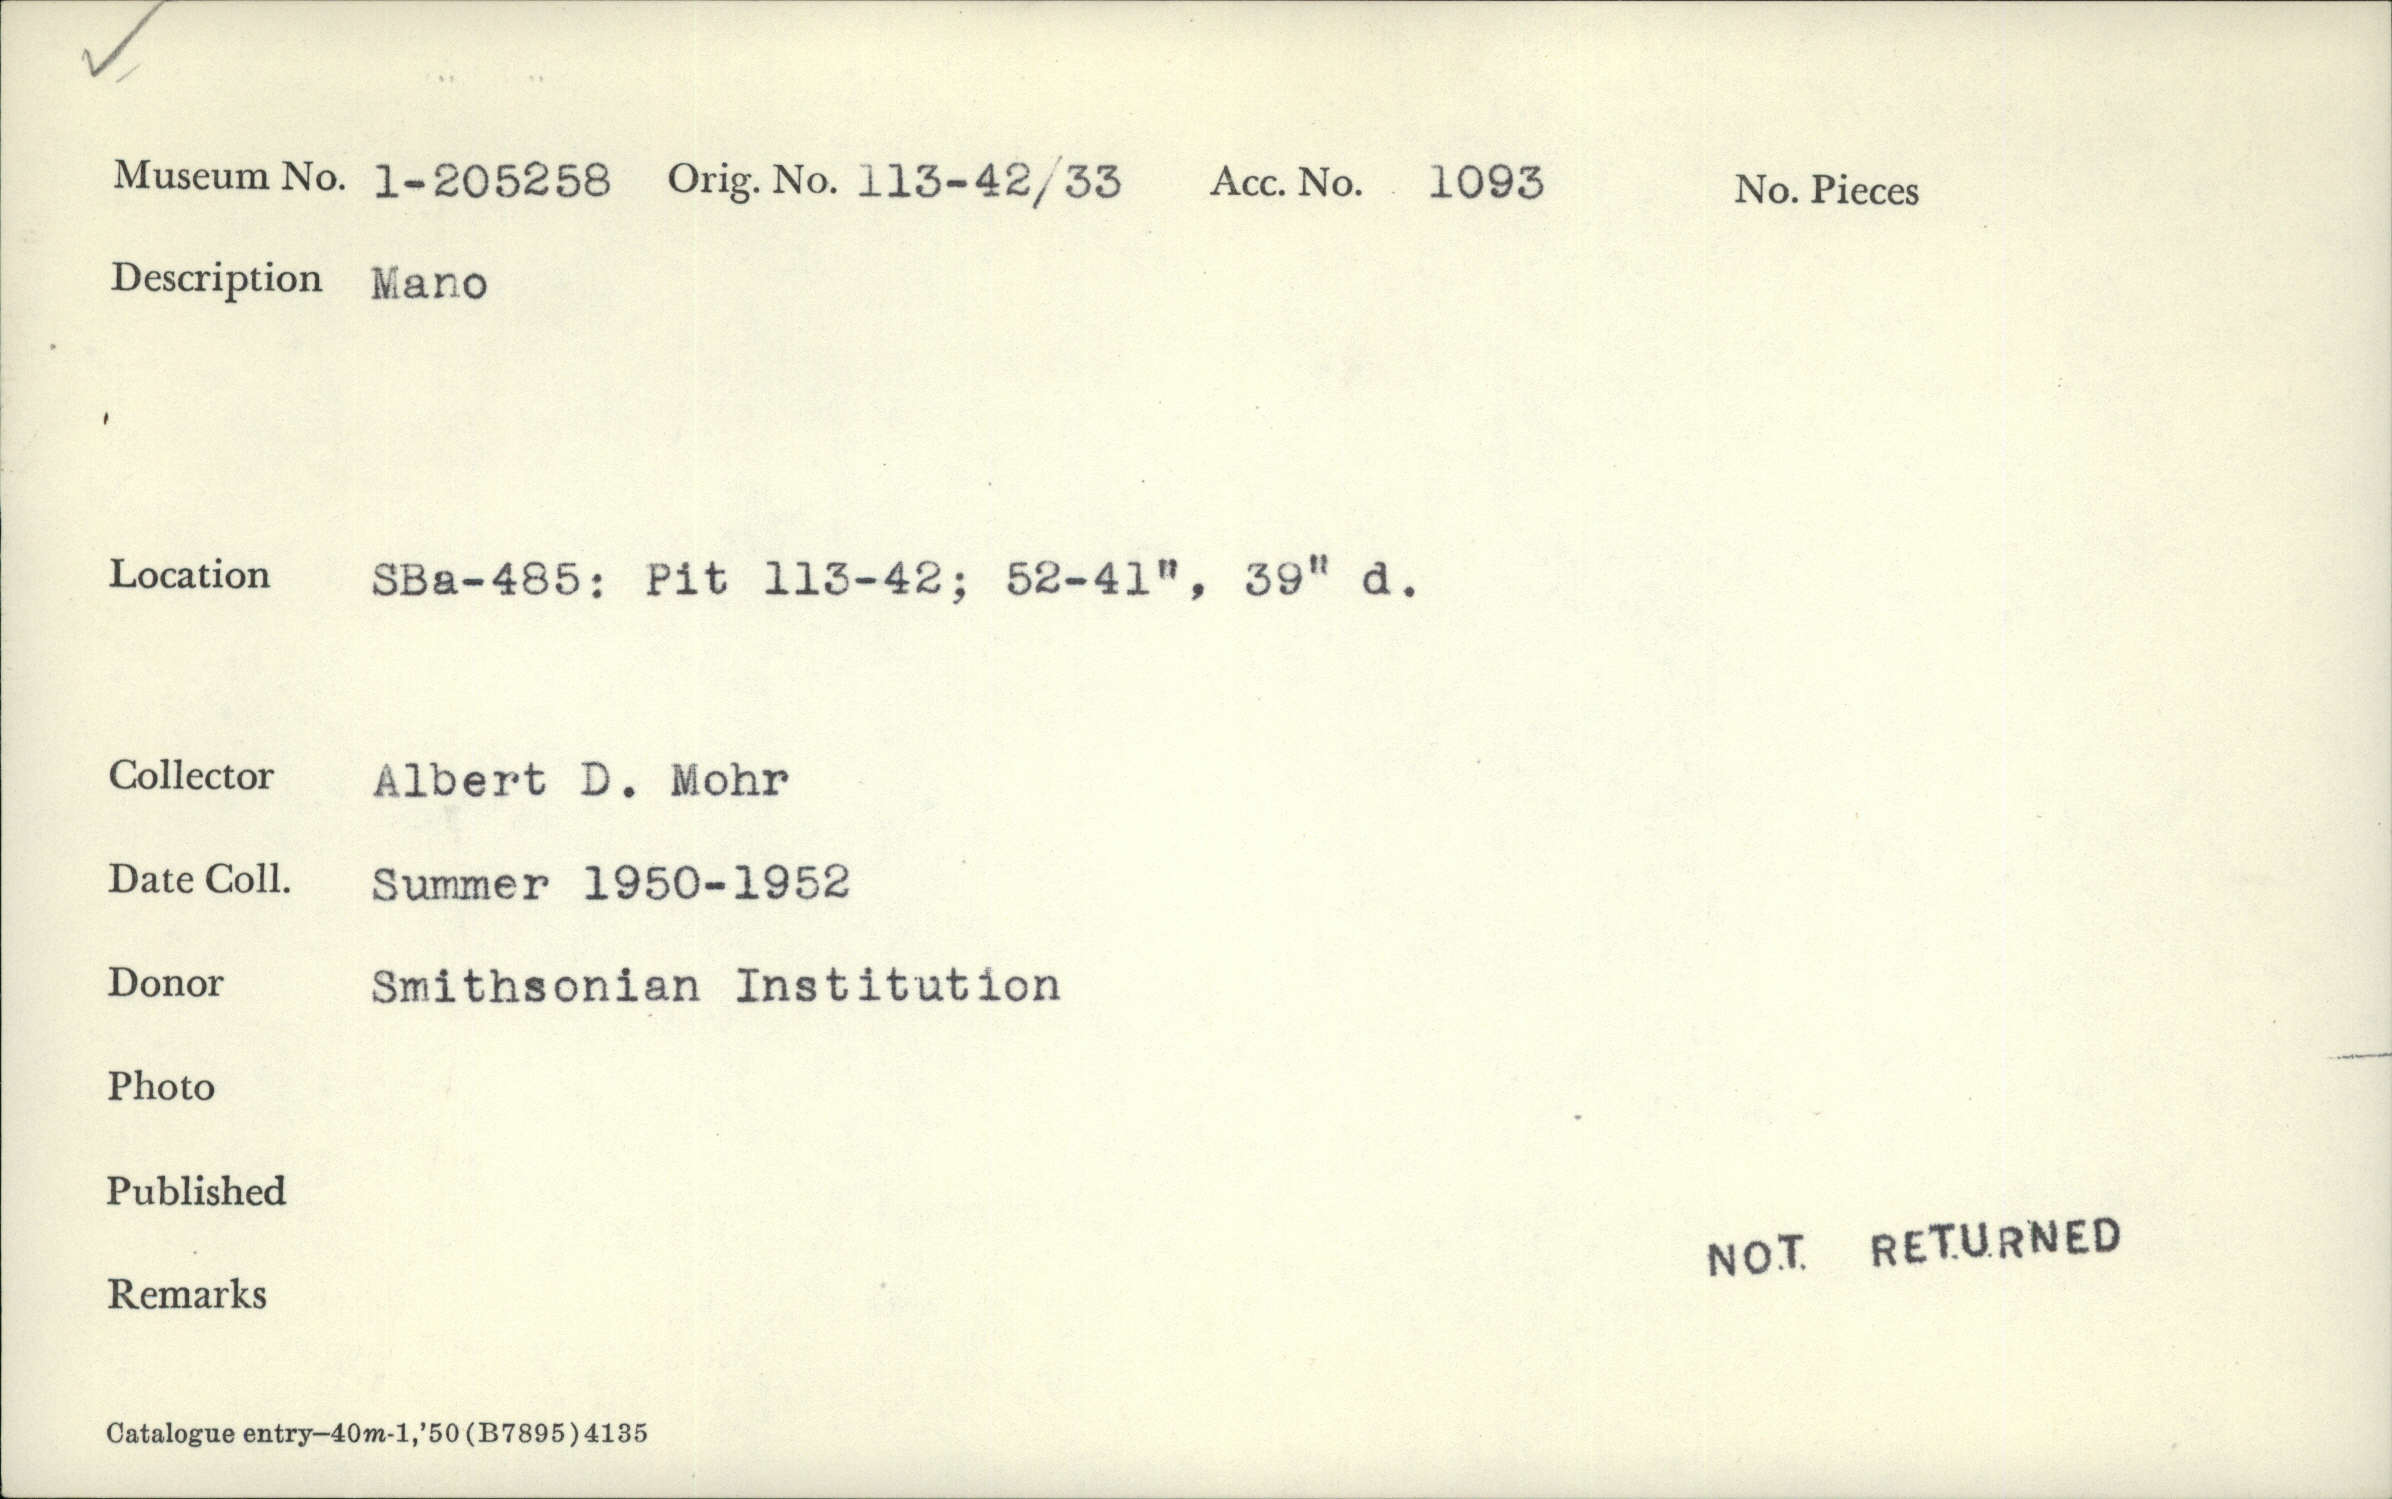 Museum No. 1-205258 Orig. No. 113-42/33 Acc. No. 1093 No. Pieces
Description Mano
Location SBa-485: Pit 113-42; 52-41", 39" d.
Collector Albert D. Mohr
Date Coll. Summer 1950-1952
Donor Smithsonian Institution
Photo
Published
NOT RETURNED
Remarks
Catalogue entry—40m-1,'50(B7895)4135